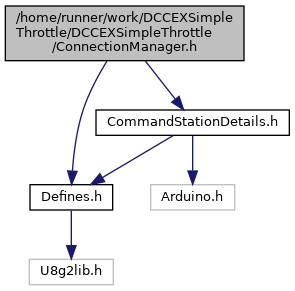 /home/runner/work/DCCEXSimple
Throttle/DCCEXSimpleThrottle
/ConnectionManager.h
CommandStationDetails.h
Defines.h
Arduino.h
U8g2lib.h